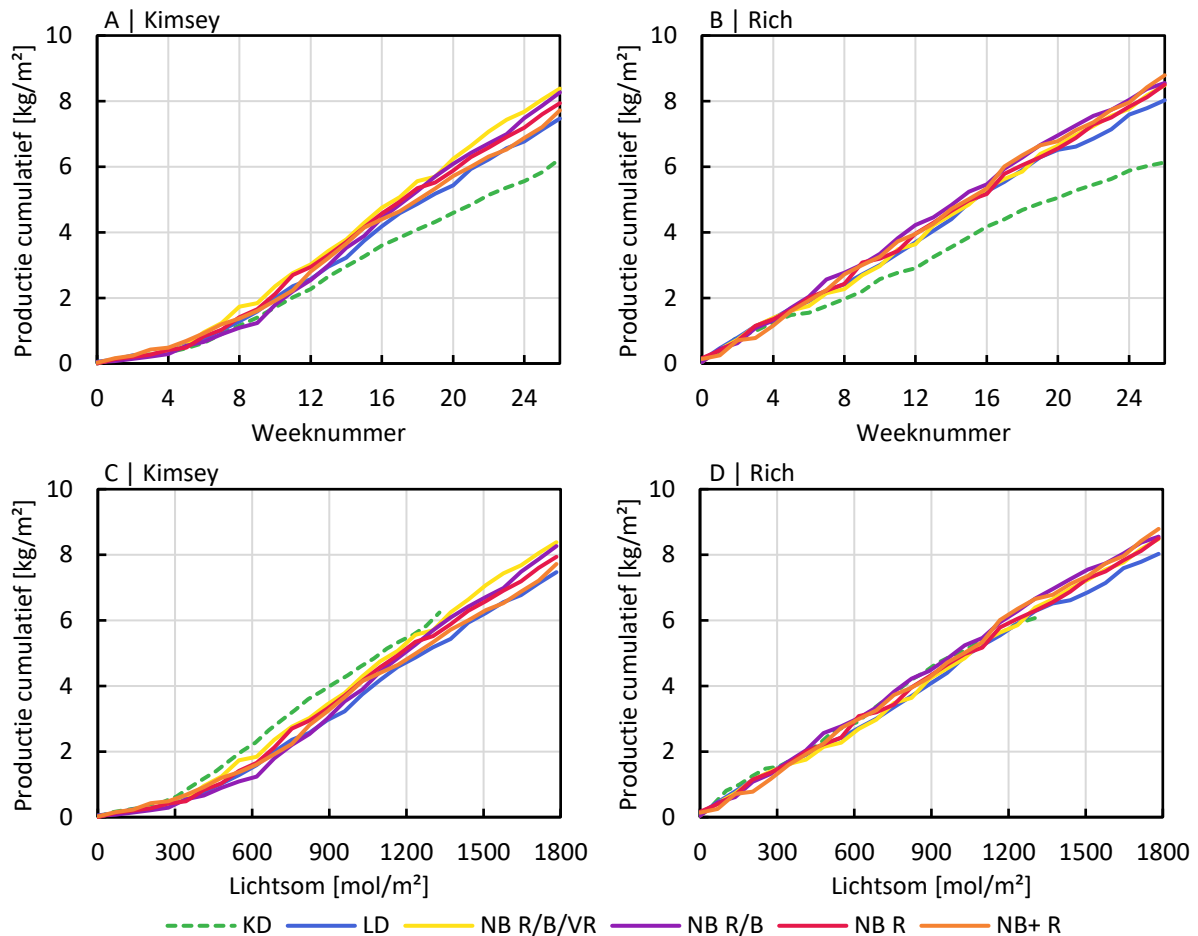 A | Kimsey
Productie cumulatief [kg/m²]
10
8
6
4
2
0
0 4 8 12 16 20 24
Weeknummer
B | Rich
Productie cumulatief [kg/m²]
10
8
6
4
2
0
0 4 8 12 16 20 24
Weeknummer
C | Kimsey
Productie cumulatief [kg/m²]
10
8
6
4
2
0
0 300 600 900 1200 1500 1800
Lichtsom [mol/m²]
D | Rich
Productie cumulatief [kg/m²]
10
8
6
4
2
0
0 300 600 900 1200 1500 1800
Lichtsom [mol/m²]
KD LD NB R/B/VR NB R/B NB R NB+ R